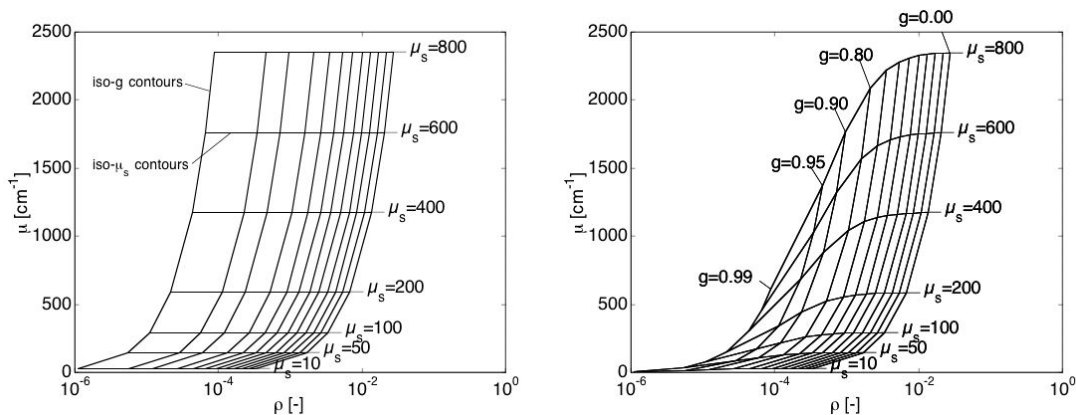 2500
2000
1500
1000
500
0
μ [cm⁻¹]
iso-g contours
iso-μₛ contours
μₛ=800
μₛ=600
μₛ=400
μₛ=200
μₛ=100
μₛ=50
μₛ=10
10⁻⁶
10⁻⁴
10⁻²
10⁰
ρ [-]
2500
2000
1500
1000
500
0
μ [cm⁻¹]
g=0.00
g=0.80
g=0.90
g=0.95
g=0.99
μₛ=800
μₛ=600
μₛ=400
μₛ=200
μₛ=100
μₛ=50
μₛ=10
10⁻⁶
10⁻⁴
10⁻²
10⁰
ρ [-]